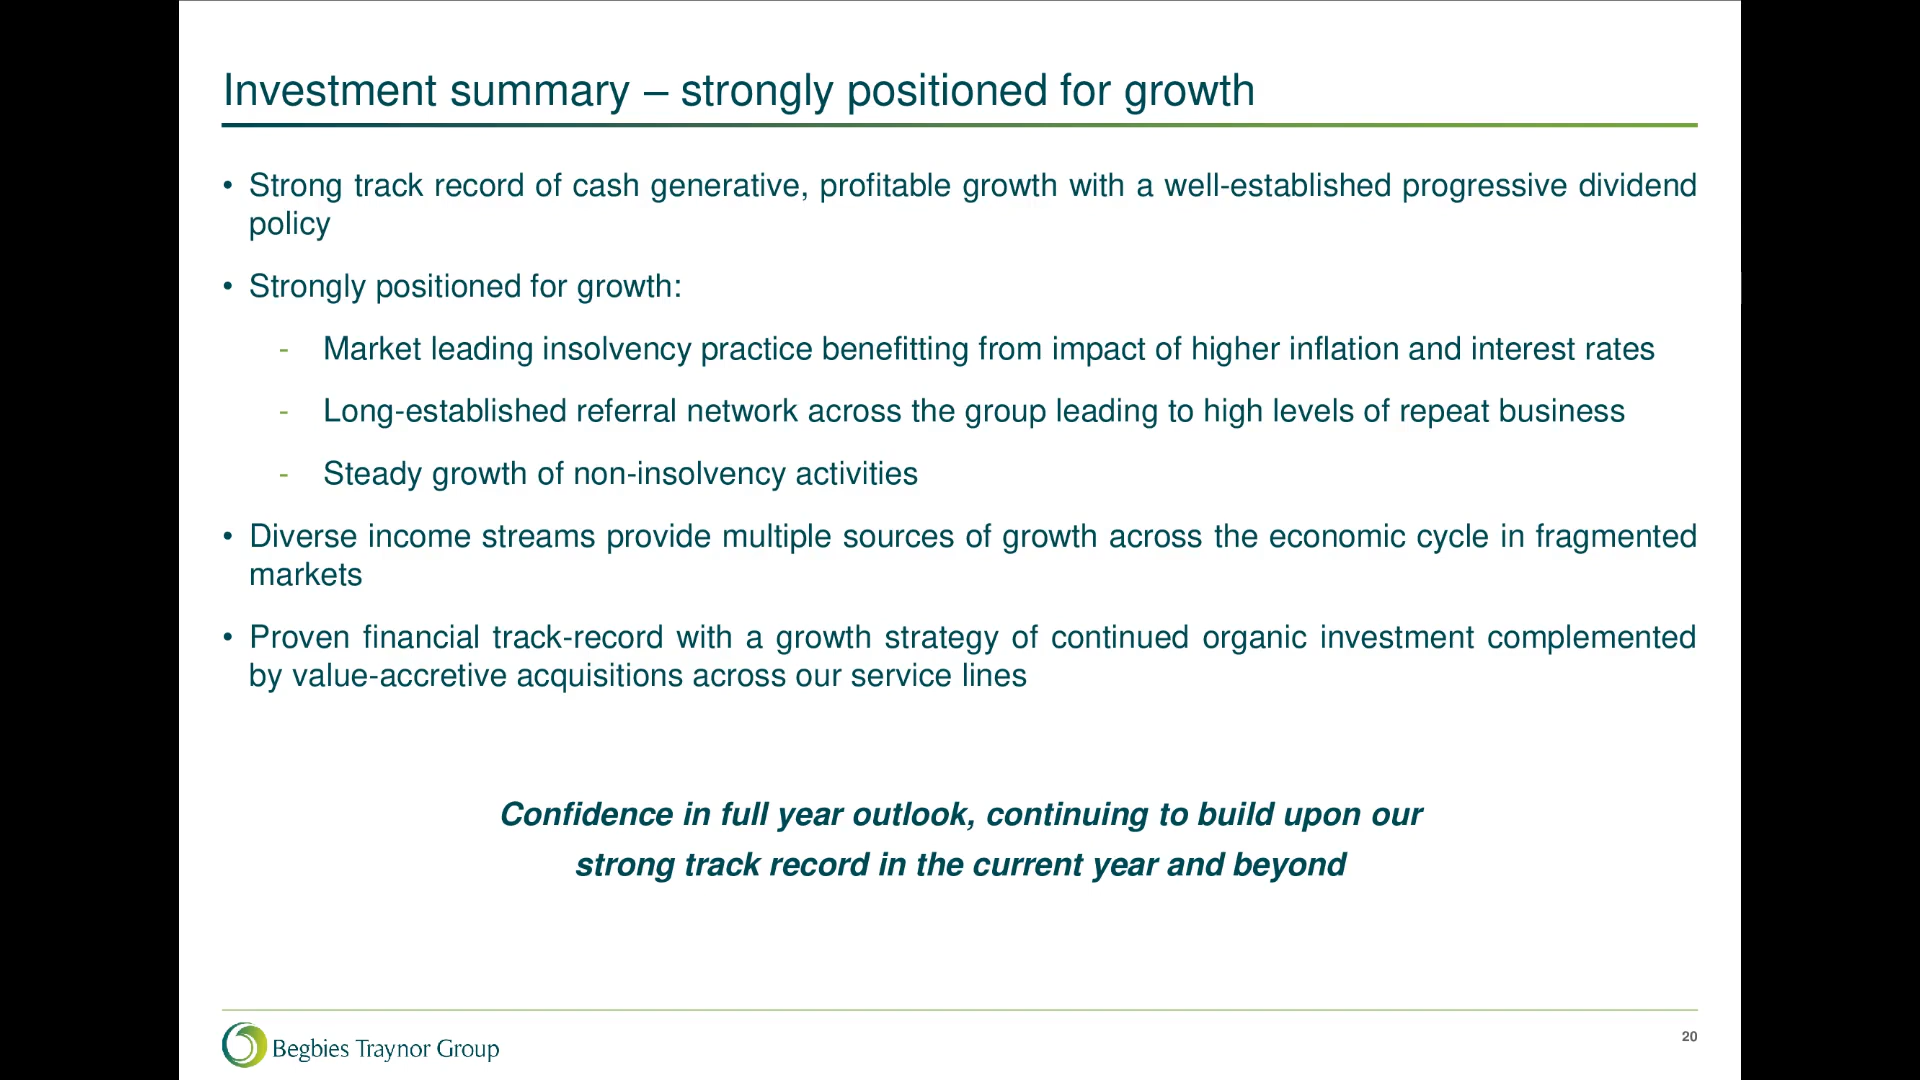 Investment summary – strongly positioned for growth
• Strong track record of cash generative, profitable growth with a well-established progressive dividend
policy
• Strongly positioned for growth:
- Market leading insolvency practice benefitting from impact of higher inflation and interest rates
- Long-established referral network across the group leading to high levels of repeat business
- Steady growth of non-insolvency activities
• Diverse income streams provide multiple sources of growth across the economic cycle in fragmented
markets
• Proven financial track-record with a growth strategy of continued organic investment complemented
by value-accretive acquisitions across our service lines
Confidence in full year outlook, continuing to build upon our
strong track record in the current year and beyond
Begbies Traynor Group
20